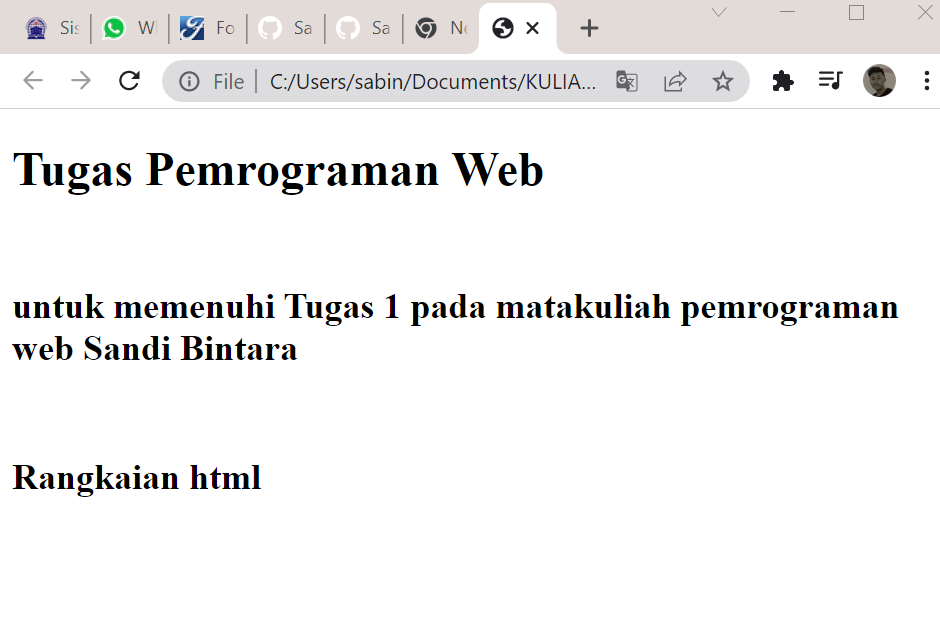 Sis
Wh
Fo
Sa
Sa
Ne
File
C:/Users/sabin/Documents/KULIA...
Tugas Pemrograman Web
untuk memenuhi Tugas 1 pada matakuliah pemrograman
web Sandi Bintara
Rangkaian html